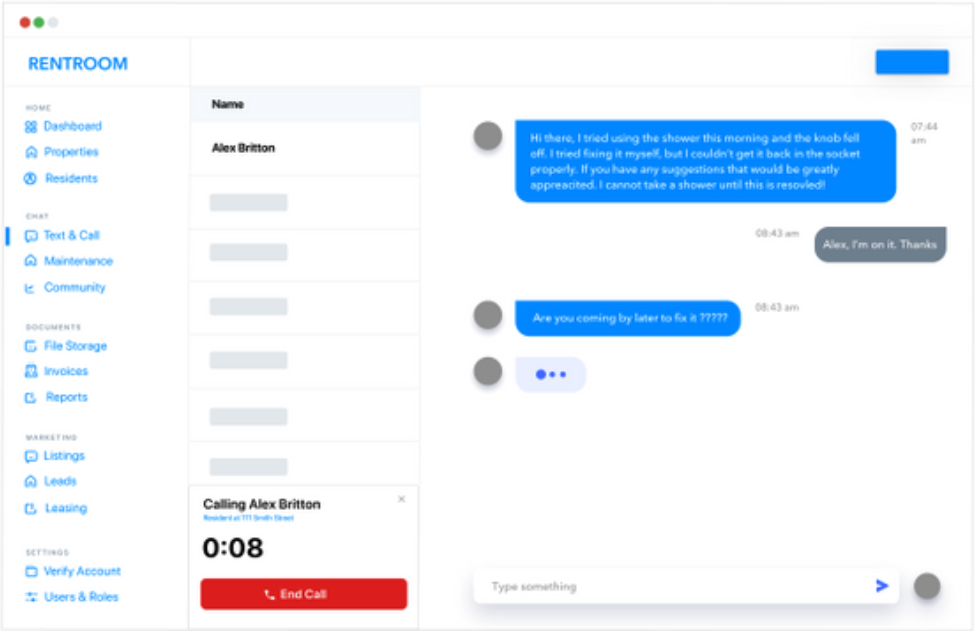 RENTROOM
HOME
Dashboard
Properties
Residents
CHAT
Text & Call
Maintenance
Community
DOCUMENTS
File Storage
Invoices
Reports
MARKETING
Listings
Leads
Leasing
SETTINGS
Verify Account
Users & Roles
Name
Alex Britton
Calling Alex Britton
Resident at 111 Smith Street
0:08
End Call
Hi there, I tried using the shower this morning and the knob fell
off. I tried fixing it myself, but I couldn't get it back in the socket
properly. If you have any suggestions that would be greatly
appreacited. I cannot take a shower until this is resovled!
07:44
am
08:43 am
Alex, I'm on it. Thanks
Are you coming by later to fix it ?????
08:43 am
Type something